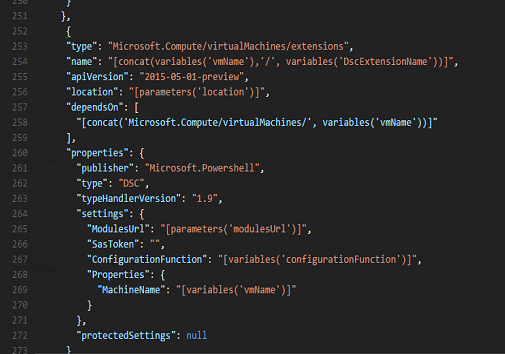 250 }
251 },
252 {
253 "type": "Microsoft.Compute/virtualMachines/extensions",
254 "name": "[concat(variables('vmName'),'/', variables('DscExtensionName'))]",
255 "apiVersion": "2015-05-01-preview",
256 "location": "[parameters('location')]",
257 "dependsOn": [
258 "[concat('Microsoft.Compute/virtualMachines/', variables('vmName'))]"
259 ],
260 "properties": {
261 "publisher": "Microsoft.Powershell",
262 "type": "DSC",
263 "typeHandlerVersion": "1.9",
264 "settings": {
265 "ModulesUrl": "[parameters('modulesUrl')]",
266 "SasToken": "",
267 "ConfigurationFunction": "[variables('configurationFunction')]",
268 "Properties": {
269 "MachineName": "[variables('vmName')]"
270 }
271 },
272 "protectedSettings": null
273 }